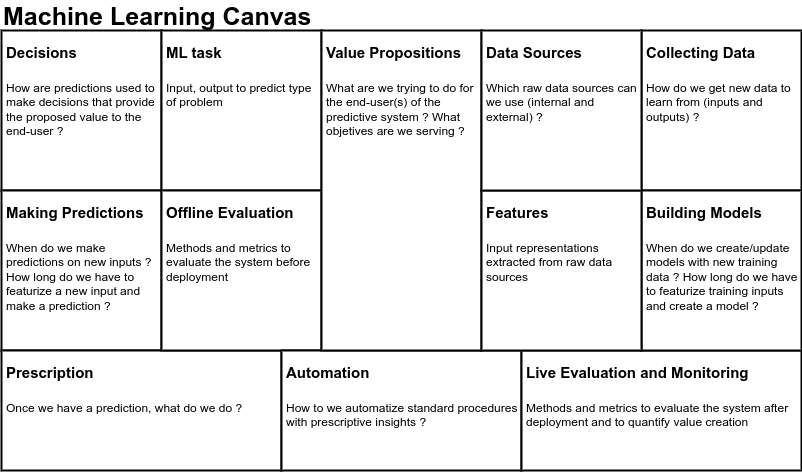 Machine Learning Canvas
Decisions
How are predictions used to
make decisions that provide
the proposed value to the
end-user ?
ML task
Input, output to predict type
of problem
Value Propositions
What are we trying to do for
the end-user(s) of the
predictive system ? What
objetives are we serving ?
Data Sources
Which raw data sources can
we use (internal and
external) ?
Collecting Data
How do we get new data to
learn from (inputs and
outputs) ?
Making Predictions
When do we make
predictions on new inputs ?
How long do we have to
featurize a new input and
make a prediction ?
Offline Evaluation
Methods and metrics to
evaluate the system before
deployment
Features
Input representations
extracted from raw data
sources
Building Models
When do we create/update
models with new training
data ? How long do we have
to featurize training inputs
and create a model ?
Prescription
Once we have a prediction, what do we do ?
Automation
How to we automatize standard procedures
with prescriptive insights ?
Live Evaluation and Monitoring
Methods and metrics to evaluate the system after
deployment and to quantify value creation